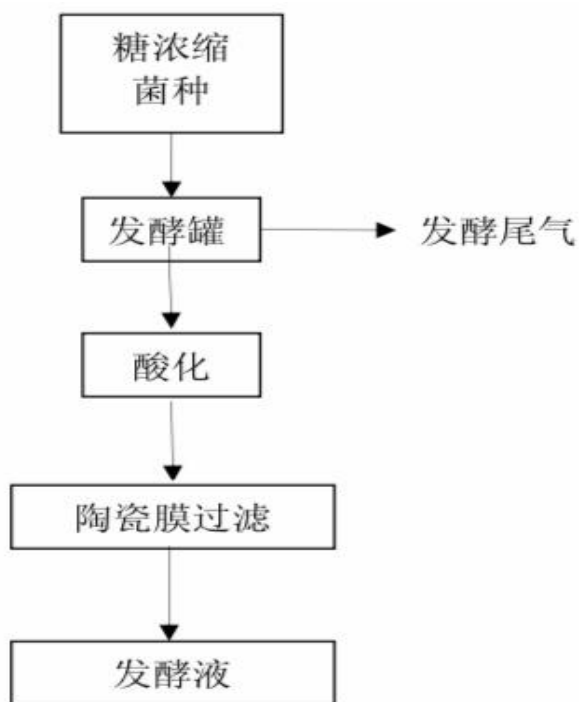 糖浓缩
菌种
发酵罐
发酵尾气
酸化
陶瓷膜过滤
发酵液